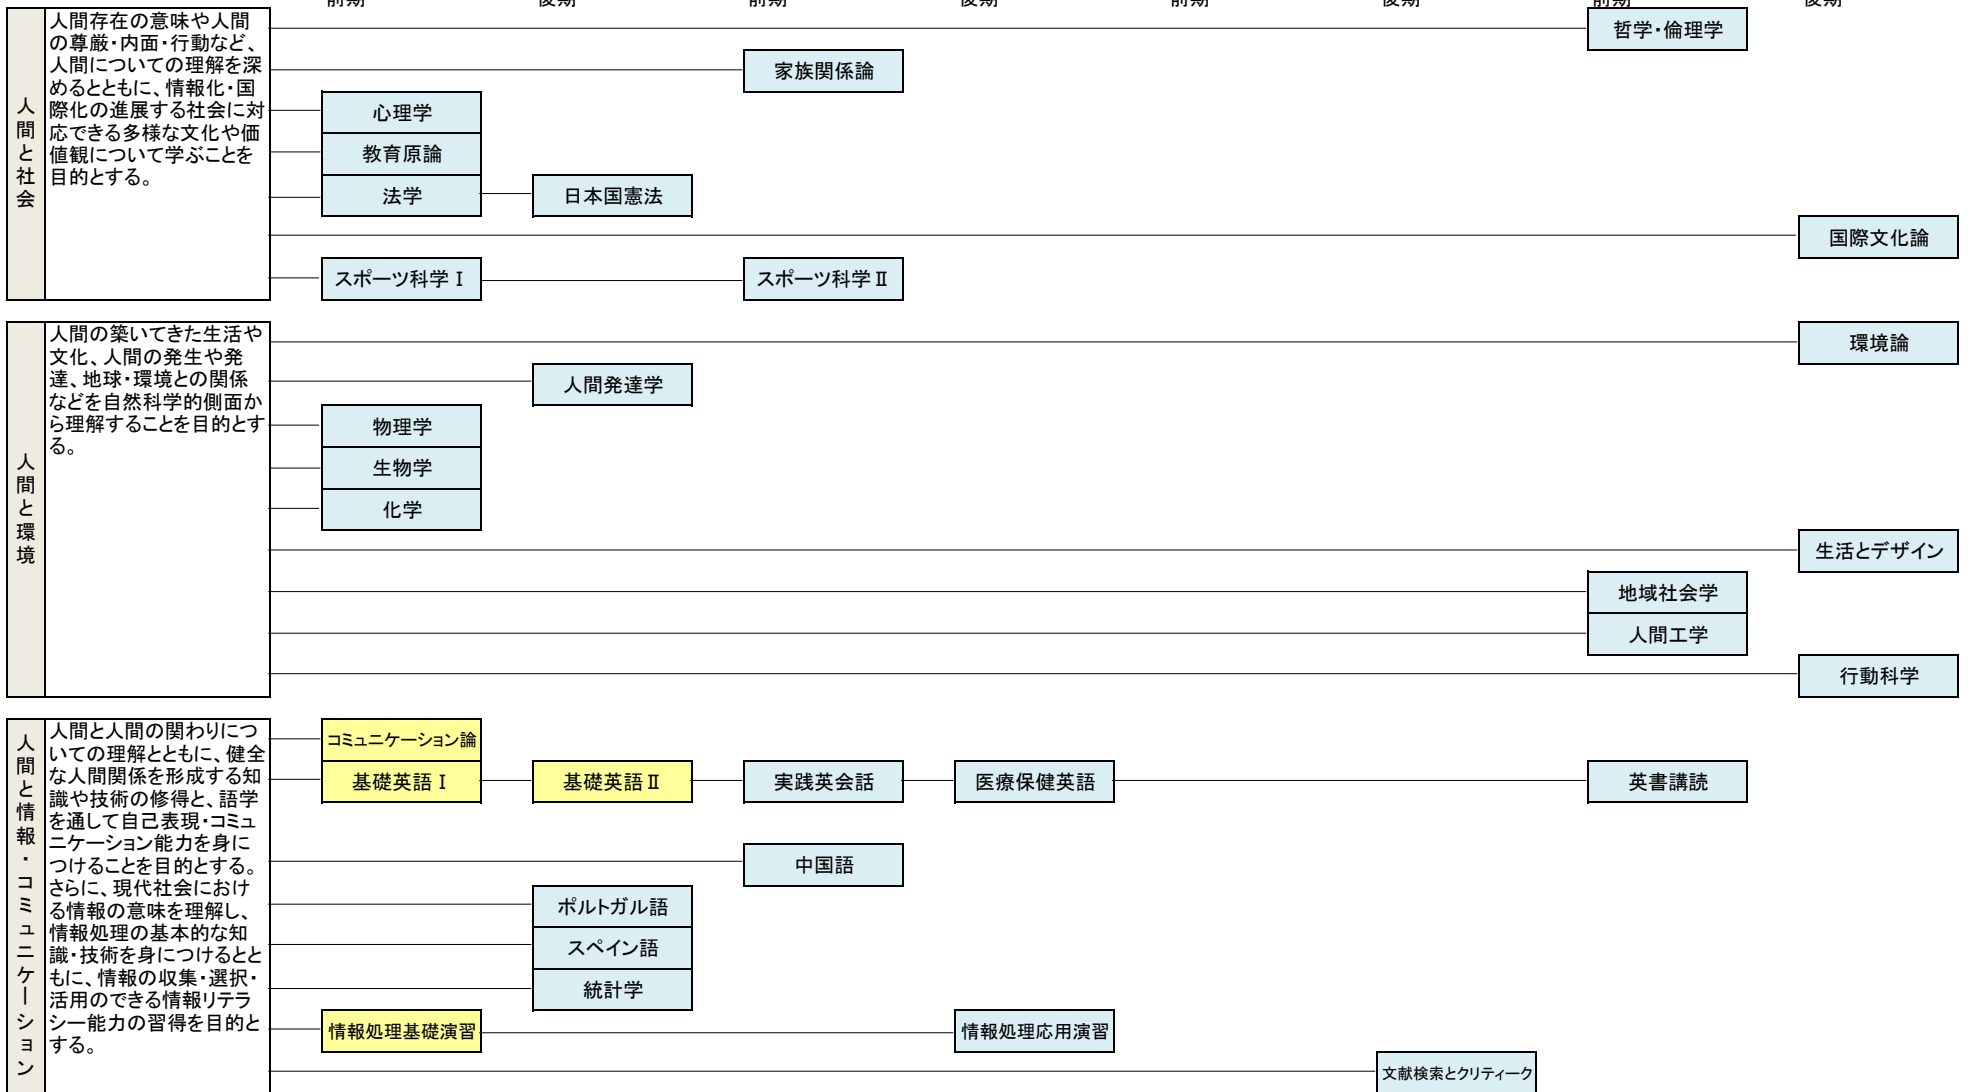 前期 後期 前期 後期 前期 後期 前期 後期
人間と社会
人間存在の意味や人間
の尊厳・内面・行動など、
人間についての理解を深
めるとともに、情報化・国
際化の進展する社会に対
応できる多様な文化や価
値観について学ぶことを
目的とする。
哲学・倫理学
家族関係論
心理学
教育原論
法学
日本国憲法
国際文化論
スポーツ科学Ⅰ
スポーツ科学Ⅱ
人間と環境
人間の築いてきた生活や
文化、人間の発生や発
達、地球・環境との関係
などを自然科学的側面か
ら理解することを目的とす
る。
環境論
人間発達学
物理学
生物学
化学
生活とデザイン
地域社会学
人間工学
行動科学
人間と情報・コミュニケーション
人間と人間の関わりにつ
いての理解とともに、健全
な人間関係を形成する知
識や技術の修得と、語学
を通して自己表現・コミュ
ニケーション能力を身に
つけることを目的とする。
さらに、現代社会におけ
る情報の意味を理解し、
情報処理の基本的な知
識・技術を身につけるとと
もに、情報の収集・選択・
活用のできる情報リテラ
シー能力の習得を目的と
する。
コミュニケーション論
基礎英語Ⅰ
基礎英語Ⅱ
実践英会話
医療保健英語
英書講読
中国語
ポルトガル語
スペイン語
統計学
情報処理基礎演習
情報処理応用演習
文献検索とクリティーク